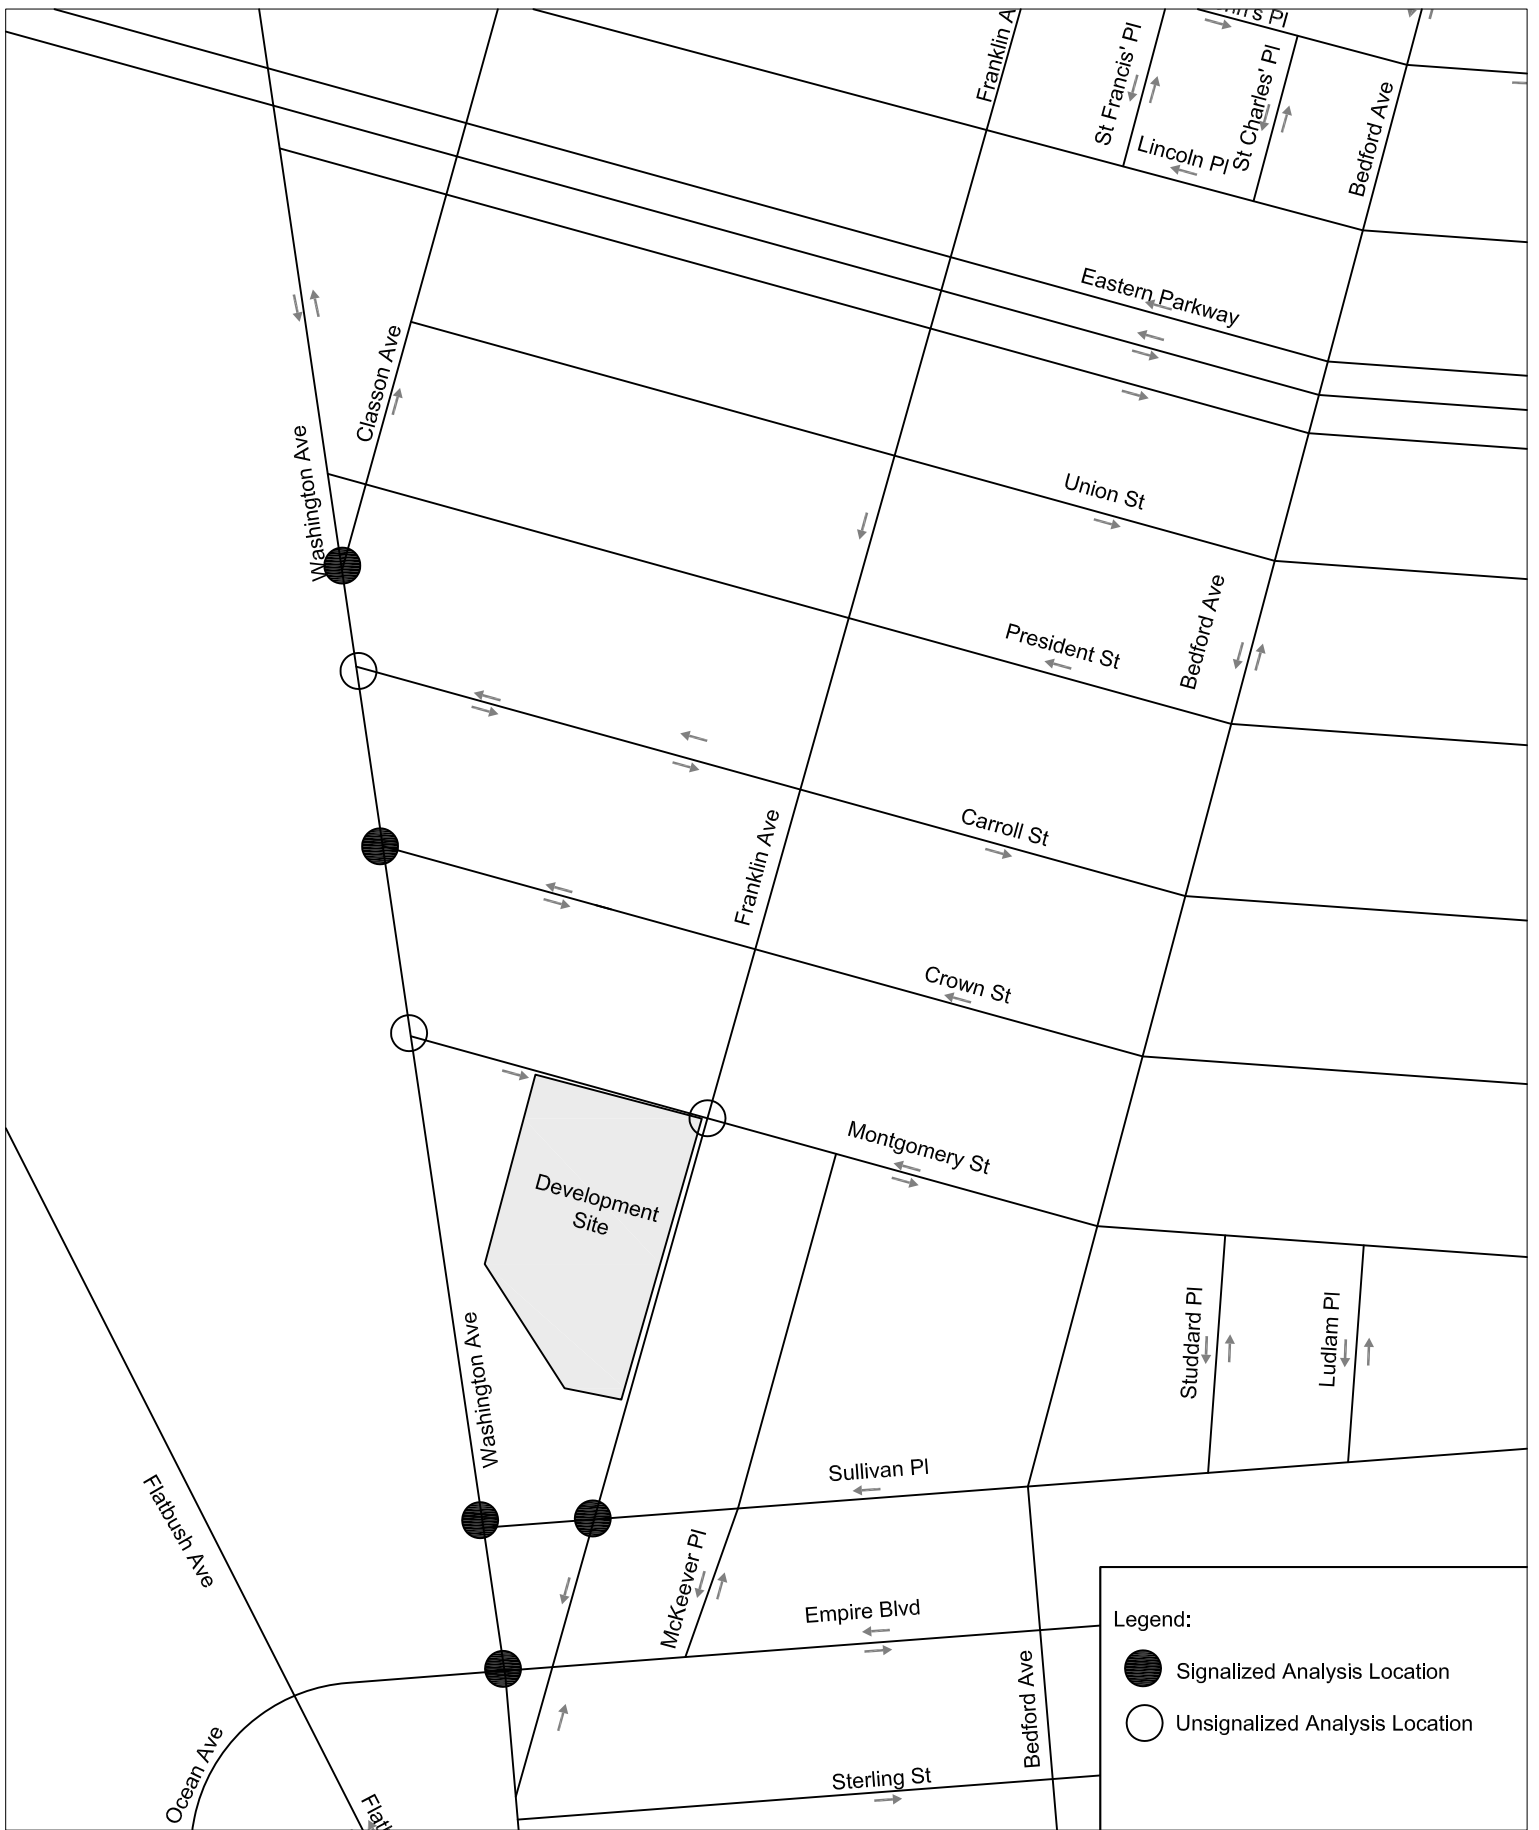 Franklin A
St Francis' Pl
St Charles' Pl
Bedford Ave
Lincoln Pl
Eastern Parkway
Classon Ave
Washington Ave
Union St
Bedford Ave
President St
Carroll St
Franklin Ave
Crown St
Montgomery St
Development
Site
Studdard Pl
Ludlam Pl
Washington Ave
Sullivan Pl
Flatbush Ave
McKeever Pl
Empire Blvd
Bedford Ave
Ocean Ave
Sterling St
Legend:
Signalized Analysis Location
Unsignalized Analysis Location